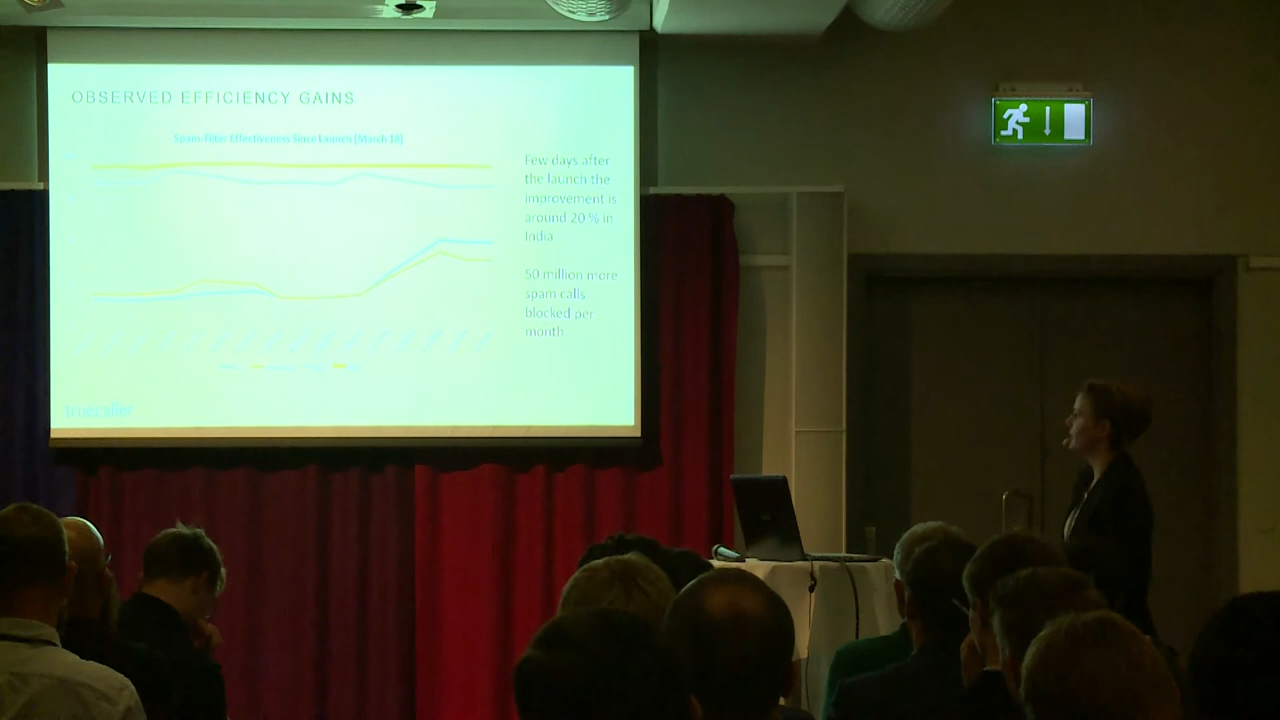 OBSERVED EFFICIENCY GAINS
Spam-Filter Effectiveness Since Launch (March 18)
Few days after
the launch the
improvement is
around 20 % in
India
50 million more
spam calls
blocked per
month
truecaller